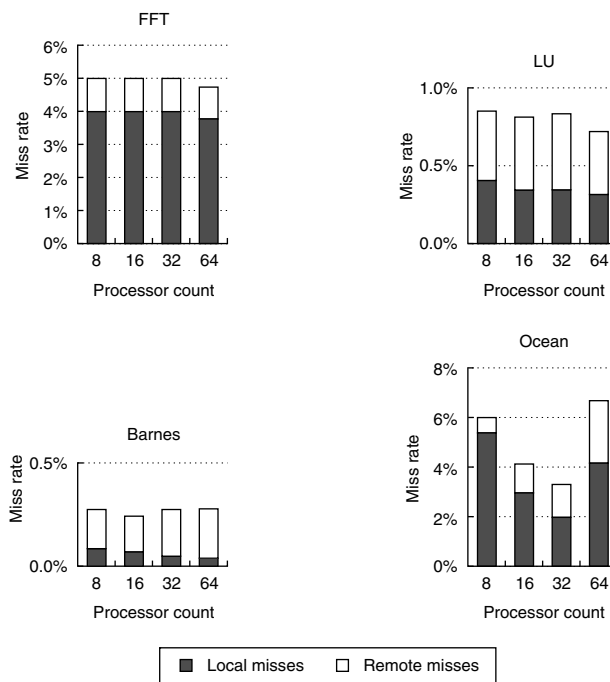 FFT
6%
5%
4%
3%
2%
1%
0%
Miss rate
8 16 32 64
Processor count
LU
1.0%
0.5%
0.0%
Miss rate
8 16 32 64
Processor count
Barnes
0.5%
0.0%
Miss rate
8 16 32 64
Processor count
Ocean
8%
6%
4%
2%
0%
Miss rate
8 16 32 64
Processor count
Local misses Remote misses